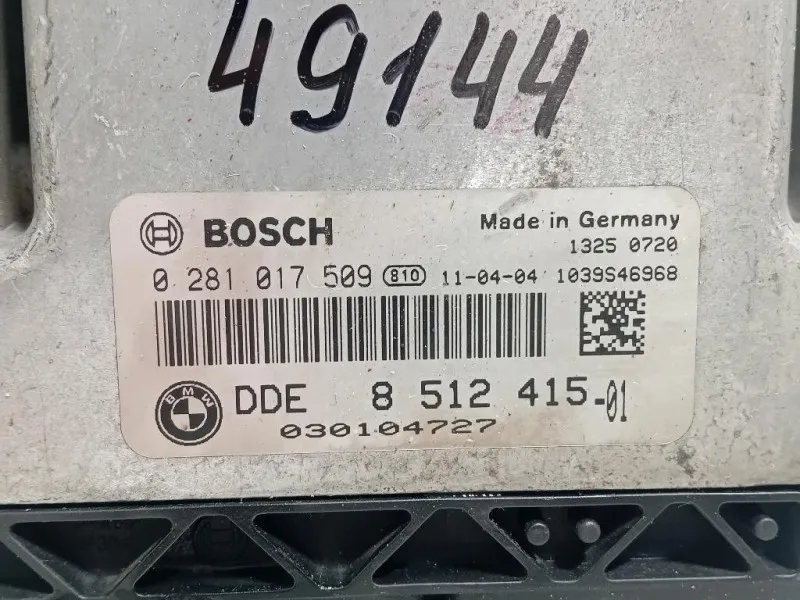 49144
BOSCH Made in Germany
1325 0720
0 281 017 509 810 11-04-04 1039S46968
BMW DDE 8 512 415-01
030104727